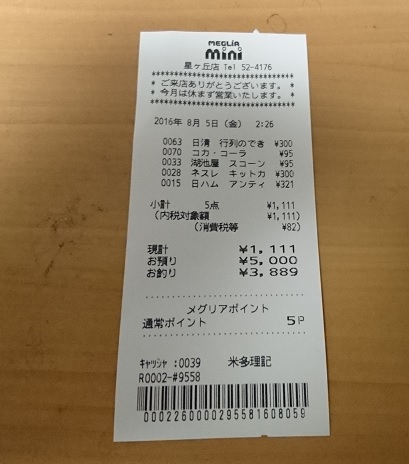 MEGLIA
mini
星ヶ丘店 Tel 52-4176
********************
* ご来店ありがとうございます。 *
* 今月は休まず営業いたします。 *
********************
2016年 8月 5日(金) 2:26
0063 日清 行列のでき ¥300
0070 コカ・コーラ ¥95
0033 湖池屋 スコーン ¥95
0028 ネスレ キットカ ¥300
0015 日ハム アンティ ¥321
小計 5点 ¥1,111
(内税対象額 ¥1,111)
(消費税等 ¥82)
現計 ¥1,111
お預り ¥5,000
お釣り ¥3,889
メグリアポイント
通常ポイント 5P
キャッシャ :0039 米多理記
R0002-#9558
0002260000295581608059